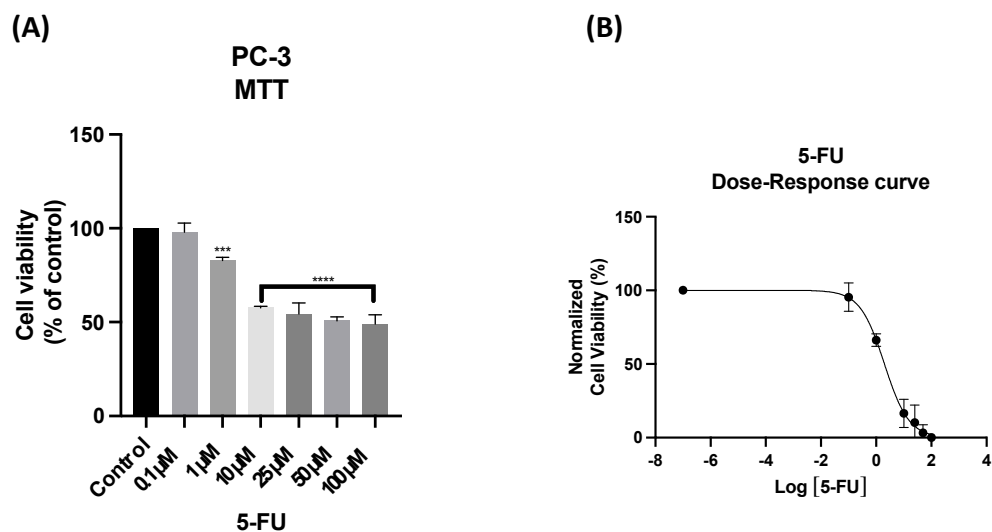 (A)
PC-3
MTT
Cell viability
(% of control)
150
100
50
0
***
****
Control
0.1µM
1µM
10µM
25µM
50µM
100µM
5-FU
(B)
5-FU
Dose-Response curve
Normalized
Cell Viability (%)
150
100
50
0
-8
-6
-4
-2
0
2
4
Log [5-FU]